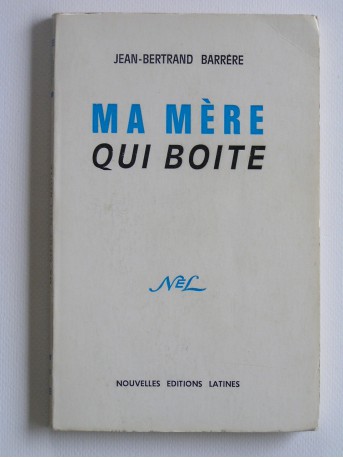 JEAN-BERTRAND BARRÈRE
MA MÈRE
QUI BOITE
NEL
NOUVELLES EDITIONS LATINES